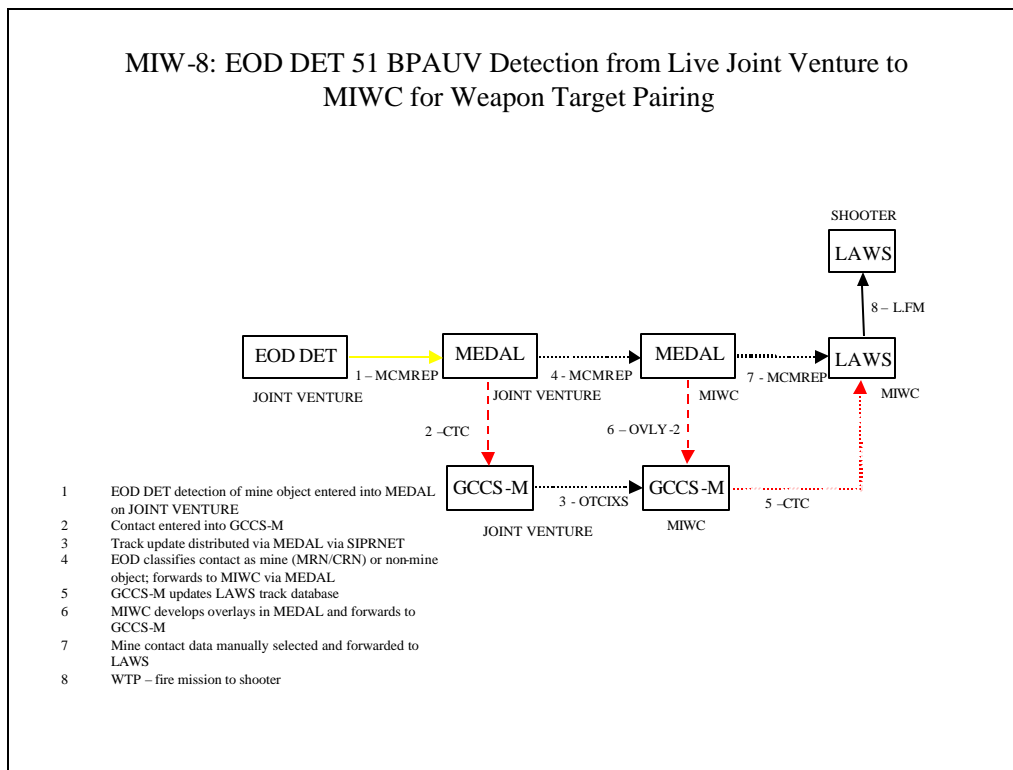 MIW-8: EOD DET 51 BPAUV Detection from Live Joint Venture to
MIWC for Weapon Target Pairing
SHOOTER
LAWS
8 – L.FM
EOD DET
MEDAL
MEDAL
LAWS
1 – MCMREP
4 - MCMREP
7 - MCMREP
JOINT VENTURE
JOINT VENTURE
MIWC
MIWC
2 –CTC
6 – OVLY -2
GCCS-M
GCCS-M
3 - OTCIXS
5 –CTC
JOINT VENTURE
MIWC
1 EOD DET detection of mine object entered into MEDAL
on JOINT VENTURE
2 Contact entered into GCCS-M
3 Track update distributed via MEDAL via SIPRNET
4 EOD classifies contact as mine (MRN/CRN) or non-mine
object; forwards to MIWC via MEDAL
5 GCCS-M updates LAWS track database
6 MIWC develops overlays in MEDAL and forwards to
GCCS-M
7 Mine contact data manually selected and forwarded to
LAWS
8 WTP – fire mission to shooter